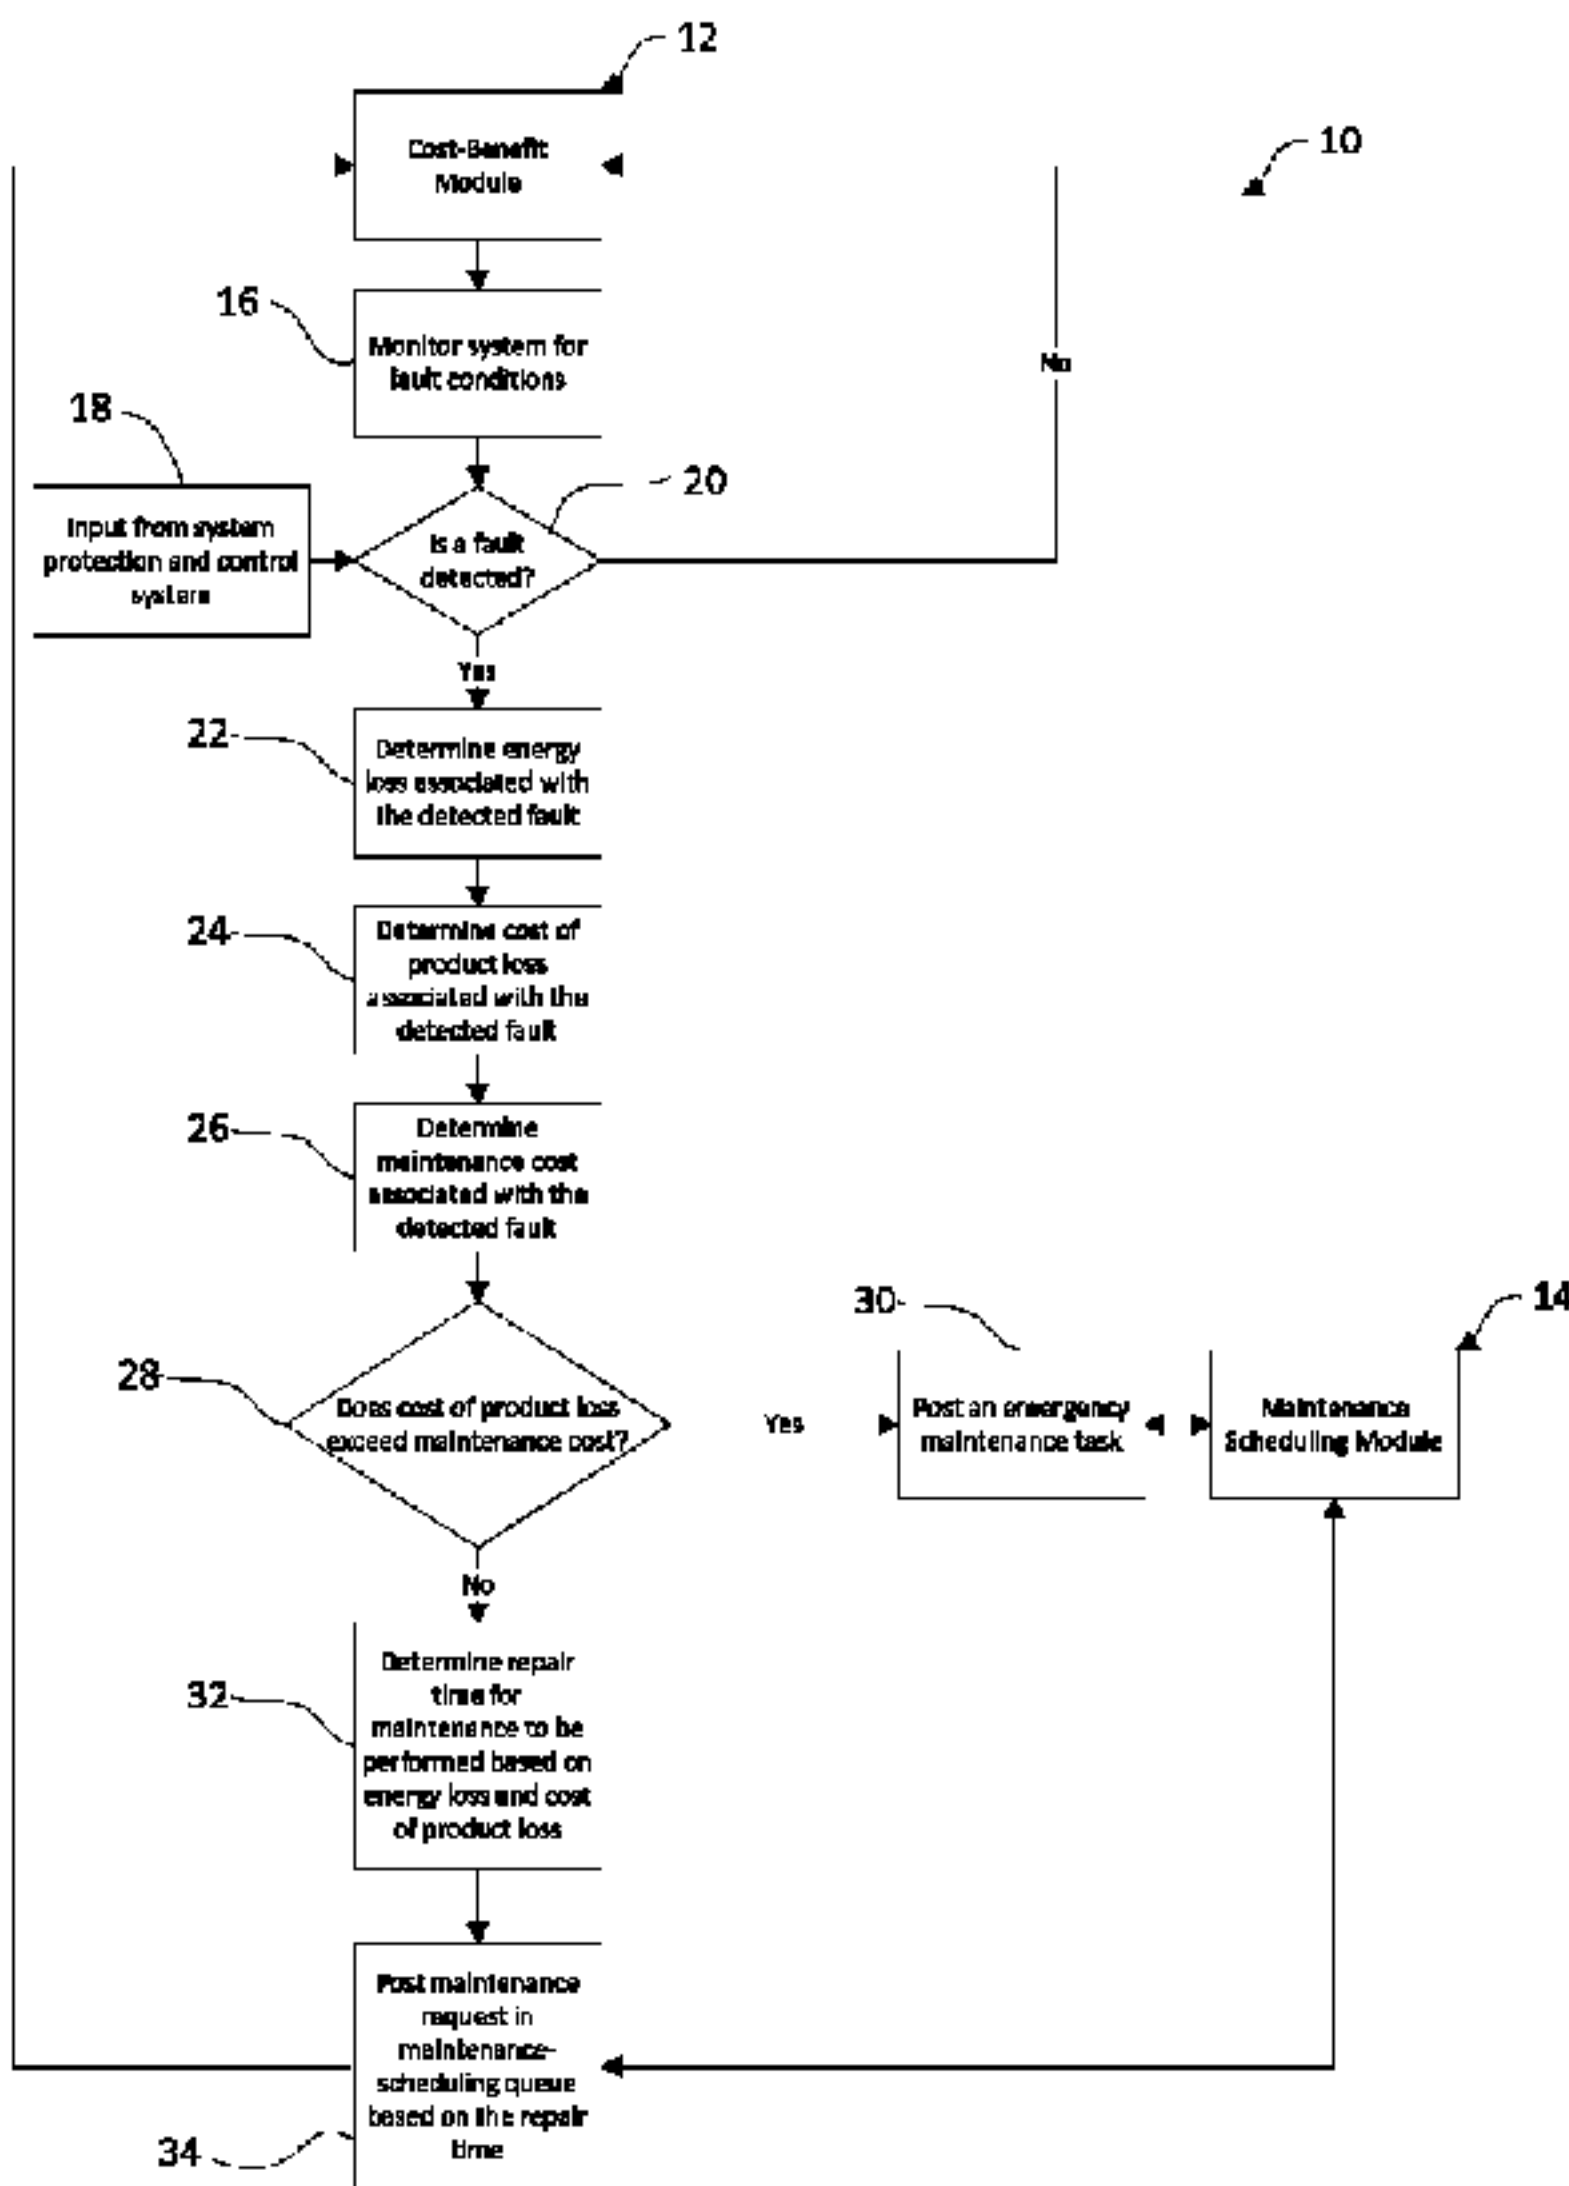 12
10
Cost-Benefit
Module
16
Monitor system for
fault conditions
No
18
20
Input from system
protection and control
system
Is a fault
detected?
Yes
22
Determine energy
loss associated with
the detected fault
24
Determine cost of
product loss
associated with the
detected fault
26
Determine
maintenance cost
associated with the
detected fault
30
14
28
Does cost of product loss
exceed maintenance cost?
Yes
Post an emergency
maintenance task
Maintenance
Scheduling Module
No
32
Determine repair
time for
maintenance to be
performed based on
energy loss and cost
of product loss
Post maintenance
request in
maintenance-
scheduling queue
based on the repair
time
34